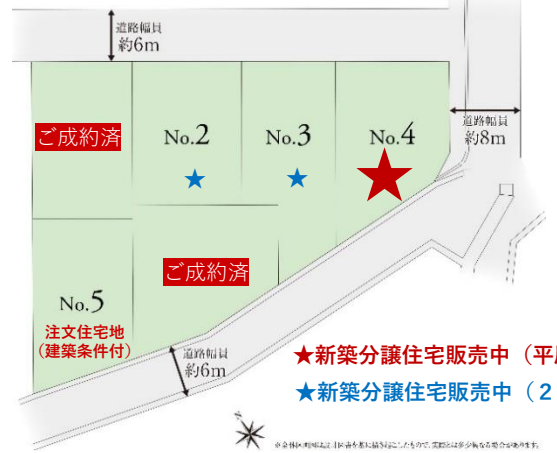 道路幅員
約6m
ご成約済
No.2
★
No.3
★
No.4
★
道路幅員
約8m
No.5
注文住宅地
(建築条件付)
ご成約済
道路幅員
約6m
★新築分譲住宅販売中（平
★新築分譲住宅販売中（2
N